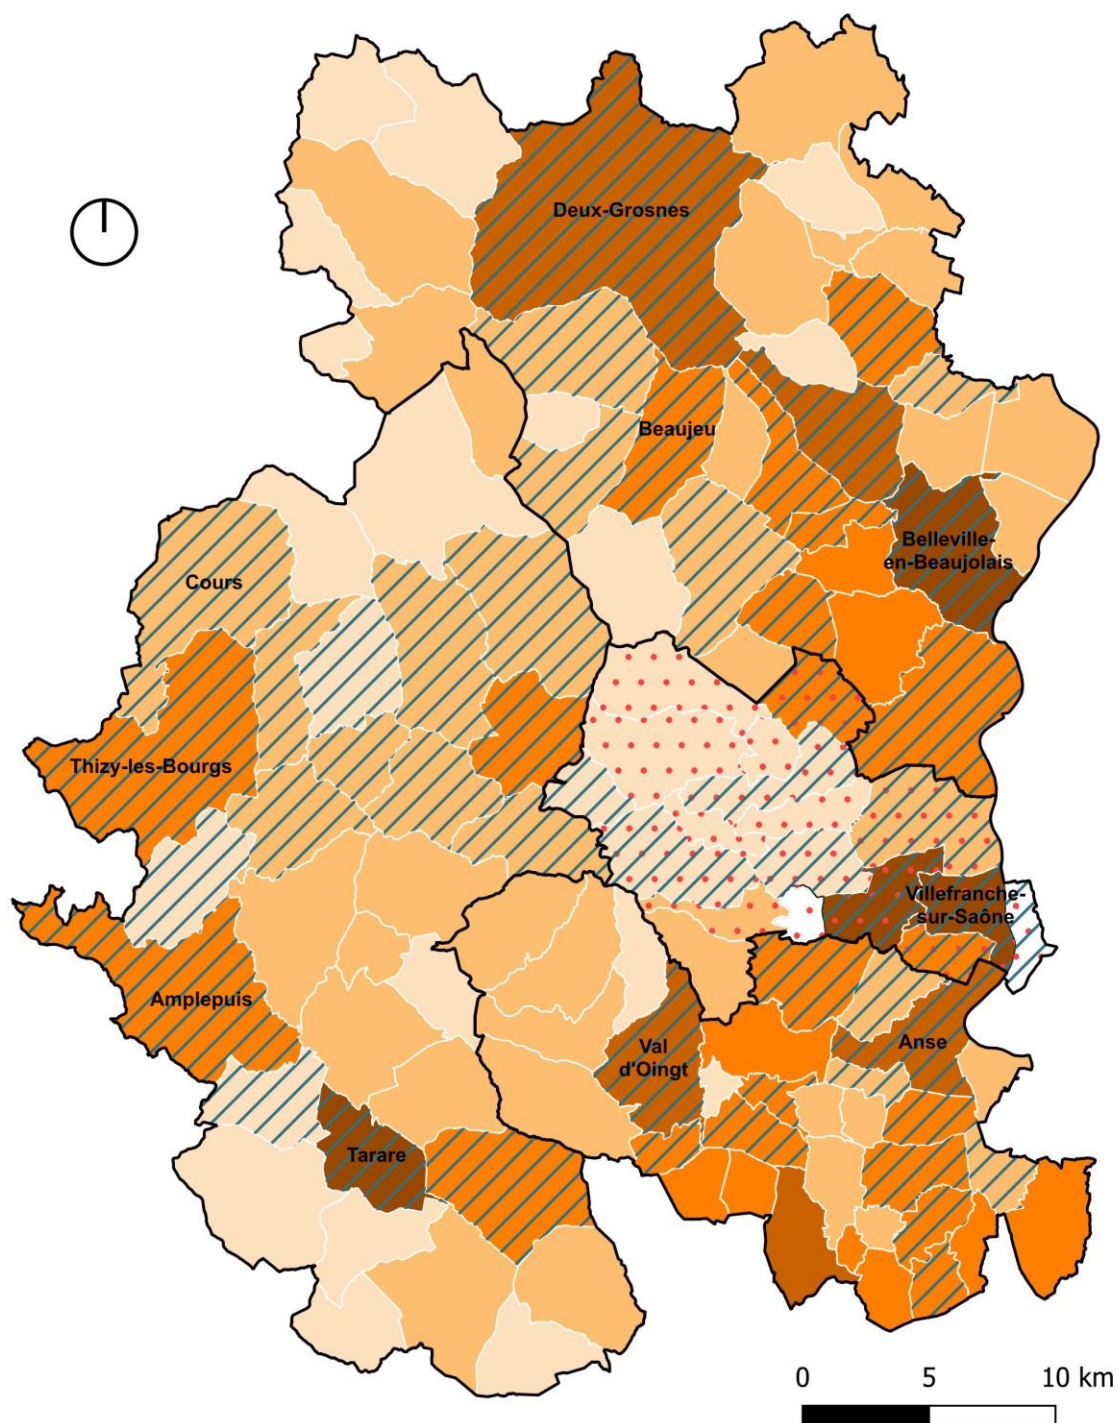 Deux-Grosnes
Beaujeu
Belleville-
en-Beaujolais
Cours
Thizy-les-Bourgs
Villefranche-
sur-Saône
Amplepuis
Val
d'Oingt
Anse
Tarare
0 5 10 km